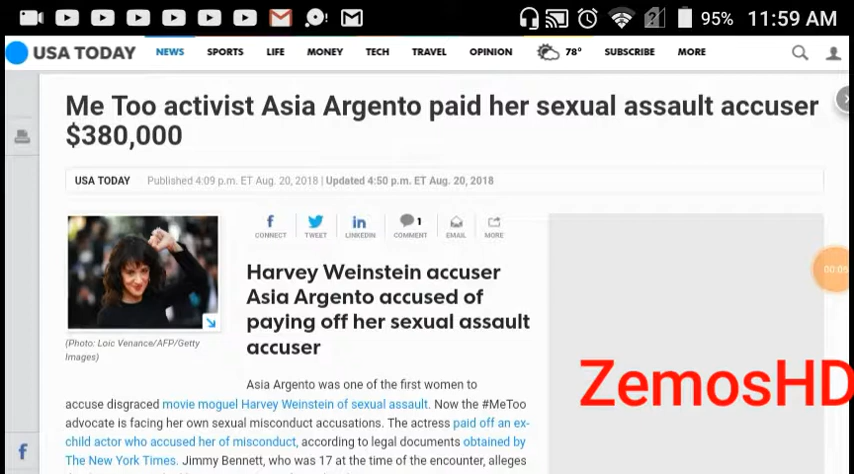 95% 11:59 AM
USA TODAY NEWS SPORTS LIFE MONEY TECH TRAVEL OPINION 78° SUBSCRIBE MORE
Me Too activist Asia Argento paid her sexual assault accuser
$380,000
USA TODAY Published 4:09 p.m. ET Aug. 20, 2018 | Updated 4:50 p.m. ET Aug. 20, 2018
f in 1
CONNECT TWEET LINKEDIN COMMENT EMAIL MORE
Harvey Weinstein accuser
Asia Argento accused of
paying off her sexual assault
accuser
(Photo: Loic Venance/AFP/Getty
Images)
Asia Argento was one of the first women to
accuse disgraced movie moguel Harvey Weinstein of sexual assault. Now the #MeToo
advocate is facing her own sexual misconduct accusations. The actress paid off an ex-
child actor who accused her of misconduct, according to legal documents obtained by
The New York Times. Jimmy Bennett, who was 17 at the time of the encounter, alleges
f
ZemosHD